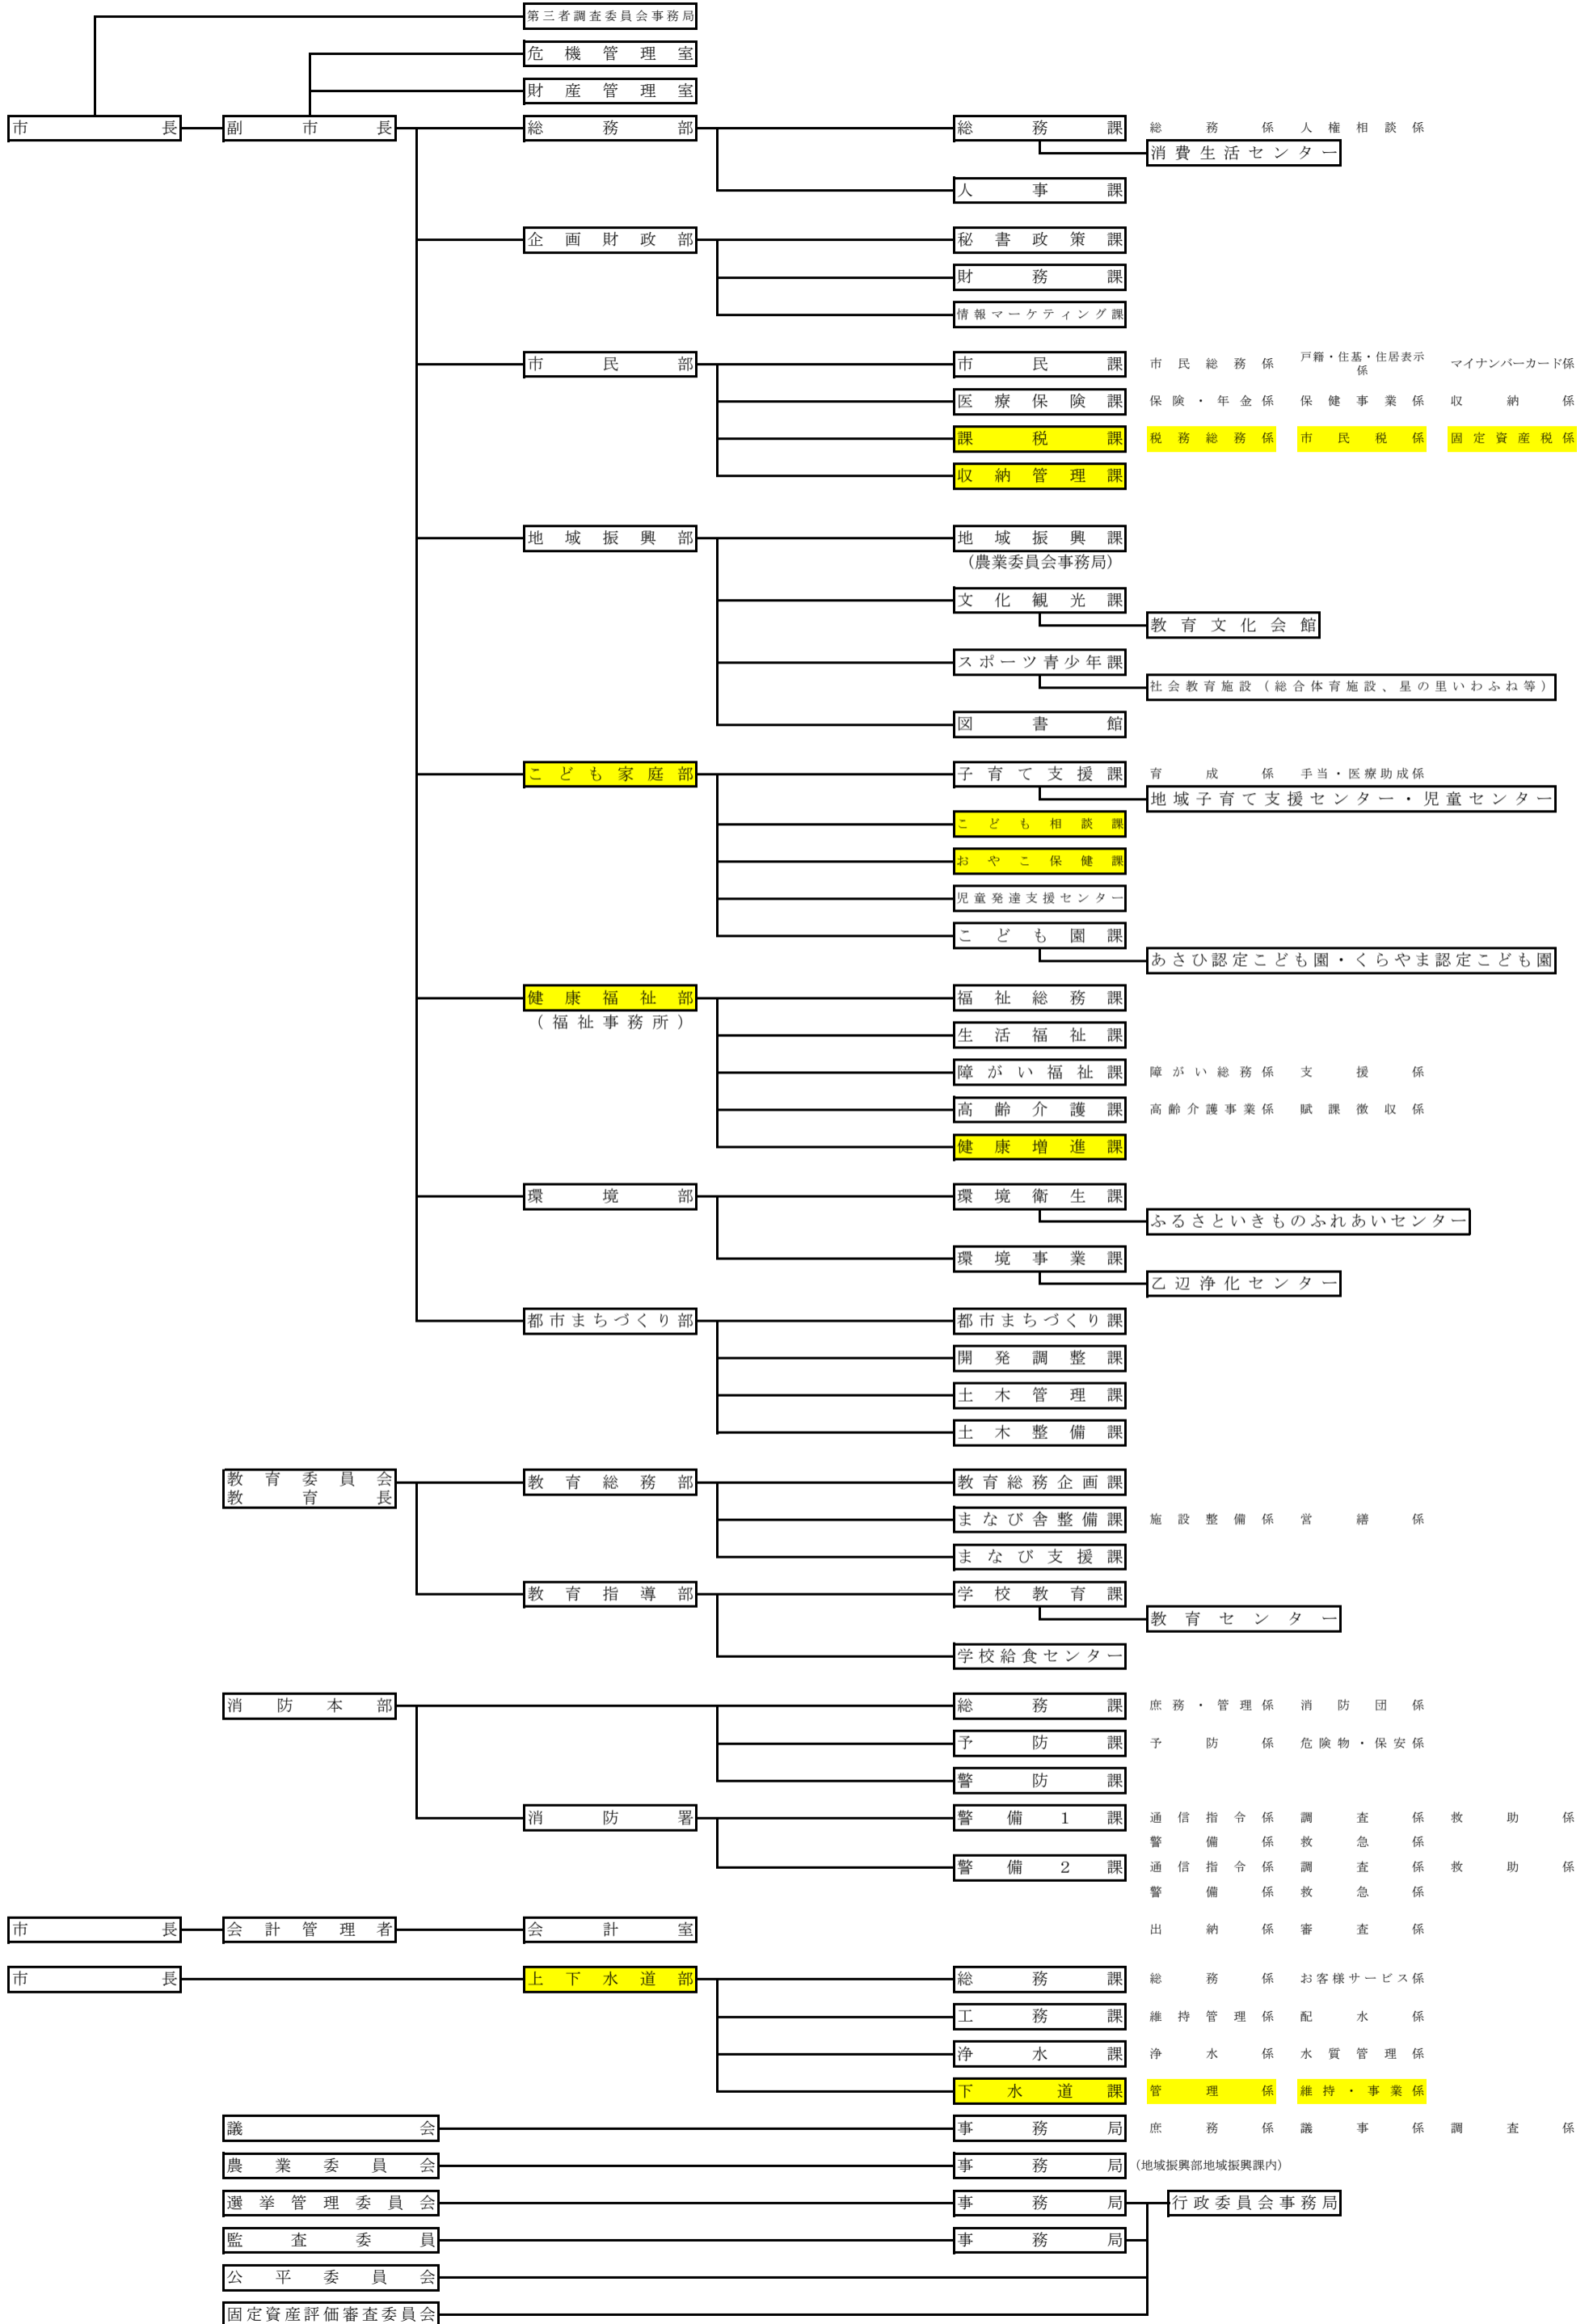 第三者調査委員会事務局
危機管理室
財産管理室
市長 副市長 総務部 総務課 総務係 人権相談係
消費生活センター
人事課
企画財政部 秘書政策課
財務課
情報マーケティング課
市民部 市民課 市民総務係 戸籍・住基・住居表示係 マイナンバーカード係
医療保険課 保険・年金係 保健事業係 収納係
課税課 税務総務係 市民税係 固定資産税係
収納管理課
地域振興部 地域振興課
（農業委員会事務局）
文化観光課
教育文化会館
スポーツ青少年課
社会教育施設（総合体育施設、星の里いわふね等）
図書館
こども家庭部 子育て支援課 育成係 手当・医療助成係
地域子育て支援センター・児童センター
こども相談課
おやこ保健課
児童発達支援センター
こども園課
あさひ認定こども園・くらやま認定こども園
健康福祉部 福祉総務課
（福祉事務所）
生活福祉課
障がい福祉課 障がい総務係 支援係
高齢介護課 高齢介護事業係 賦課徴収係
健康増進課
環境部 環境衛生課
ふるさといきものふれあいセンター
環境事業課
乙辺浄化センター
都市まちづくり部 都市まちづくり課
開発調整課
土木管理課
土木整備課
教育委員会
教育長 教育総務部 教育総務企画課
まなび舎整備課 施設整備係 営繕係
まなび支援課
教育指導部 学校教育課
教育センター
学校給食センター
消防本部 総務課 庶務・管理係 消防団係
予防課 予防係 危険物・保安係
警防課
消防署 警備1課 通信指令係 調査係 救助係
警備係 救急係
警備2課 通信指令係 調査係 救助係
警備係 救急係
市長 会計管理者 会計室 出納係 審査係
市長 上下水道部 総務課 総務係 お客様サービス係
工務課 維持管理係 配水係
浄水課 浄水係 水質管理係
下水道課 管理係 維持・事業係
議会 事務局 庶務係 議事係 調査係
農業委員会 事務局 （地域振興部地域振興課内）
選挙管理委員会 事務局 行政委員会事務局
監査委員 事務局
公平委員会
固定資産評価審査委員会